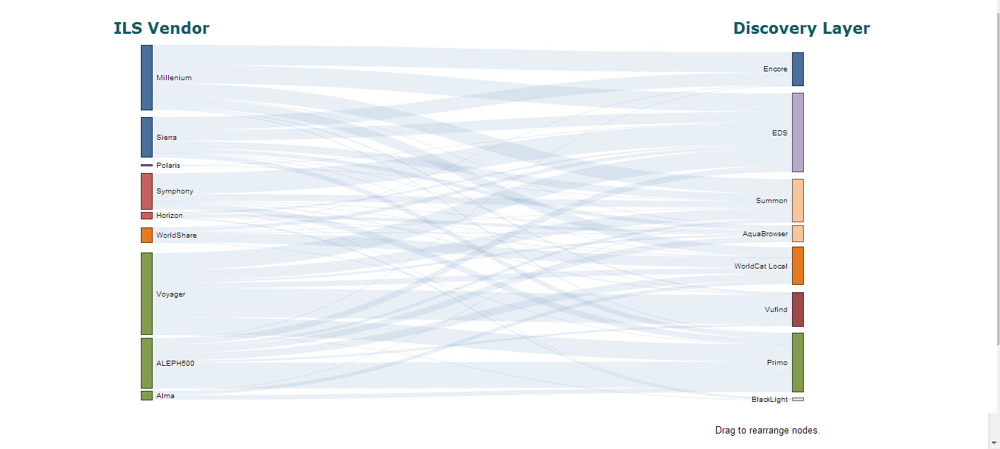 ILS Vendor
Discovery Layer
Millenium
Sierra
Polaris
Symphony
Horizon
WorldShare
Voyager
ALEPH500
Alma
Encore
EDS
Summon
AquaBrowser
WorldCat Local
Vufind
Primo
BlackLight
Drag to rearrange nodes.